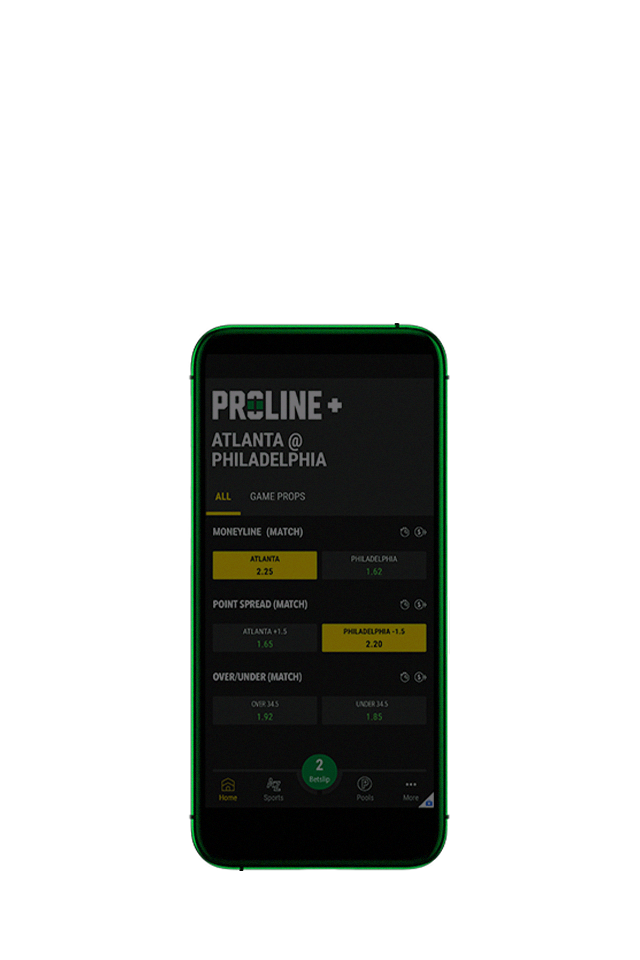 PROLINE +
ATLANTA @
PHILADELPHIA
ALL GAME PROPS
MONEYLINE (MATCH)
ATLANTA PHILADELPHIA
2.25 1.62
POINT SPREAD (MATCH)
ATLANTA +1.5 PHILADELPHIA -1.5
1.65 2.20
OVER/UNDER (MATCH)
OVER 34.5 UNDER 34.5
1.92 1.85
2
Betslip
Home Sports Pools More